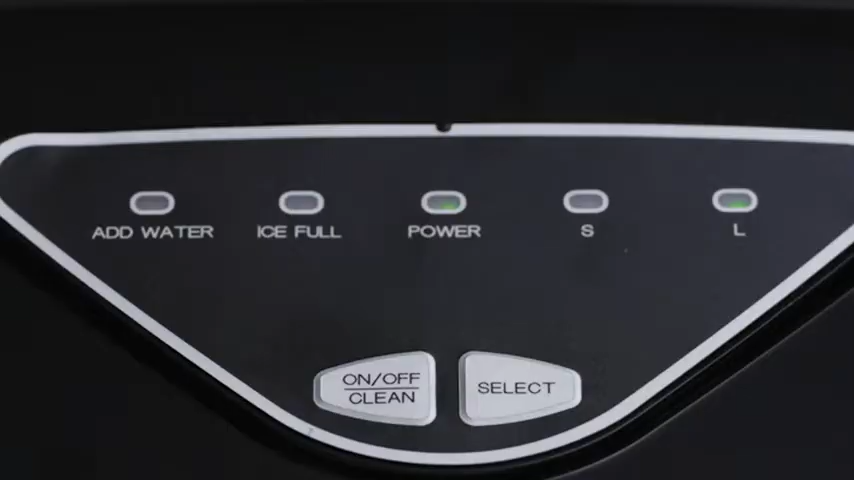 ADD WATER
ICE FULL
POWER
S
L
ON/OFF
CLEAN
SELECT